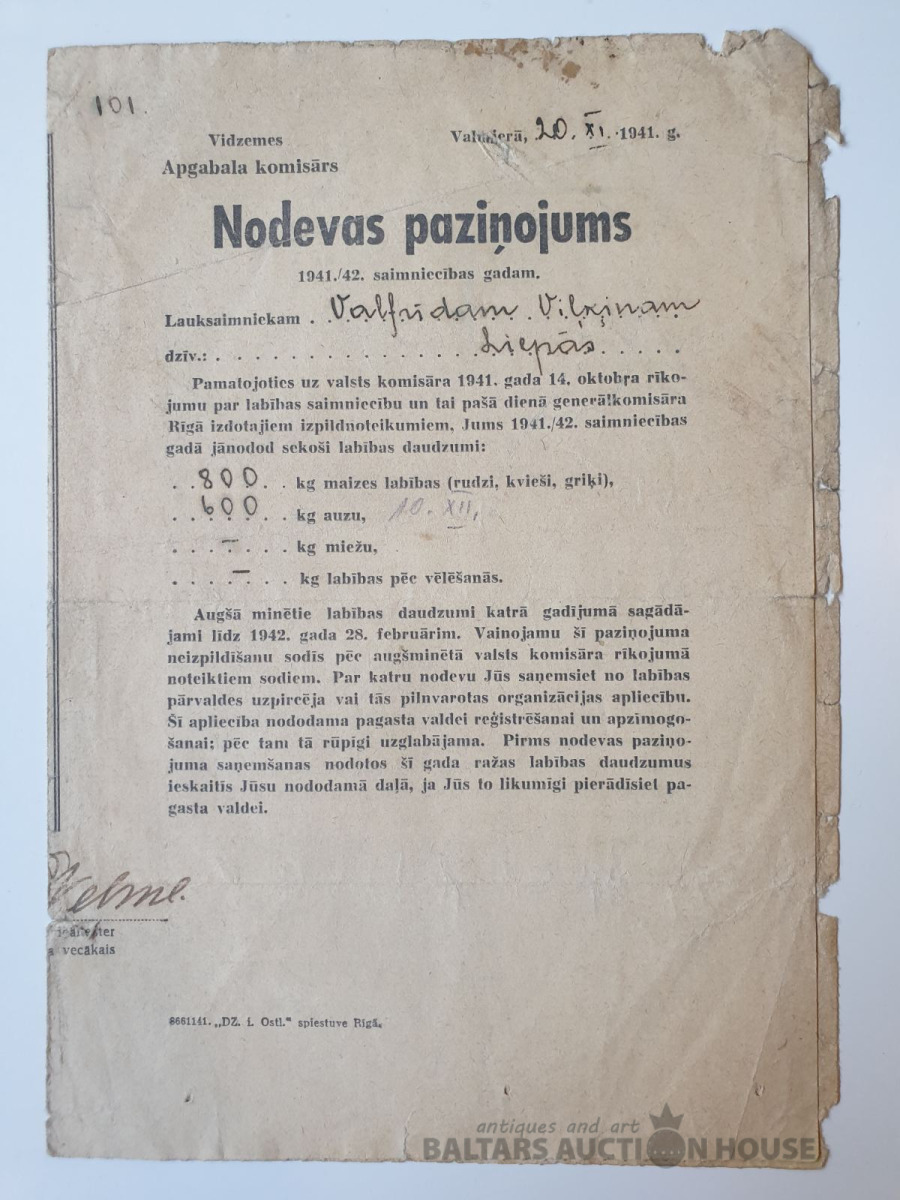 101.
Vidzemes
Apgabala komisārs
Valmierā, 20. XI. 1941. g.
Nodevas paziņojums
1941./42. saimniecības gadam.
Lauksaimniekam . Valfrīdam Vilķinam
dzīv.: . . . . . . . . . . . . . . . Liepās . . . . .
Pamatojoties uz valsts komisāra 1941. gada 14. oktobra rīko-
jumu par labības saimniecību un tai pašā dienā ģenerālkomisāra
Rīgā izdotajiem izpildnoteikumiem, Jums 1941./42. saimniecības
gadā jānodod sekoši labības daudzumi:
. . 800 . . kg maizes labības (rudzi, kvieši, griķi),
. . 600 . . kg auzu, 10. XII.
. . . – . . . . kg miežu,
. . . . – . . . kg labības pēc vēlēšanās.
Augšā minētie labības daudzumi katrā gadījumā sagādā-
jami līdz 1942. gada 28. februārim. Vainojamu šī paziņojuma
neizpildīšanu sodīs pēc augšminētā valsts komisāra rīkojumā
noteiktiem sodiem. Par katru nodevu Jūs saņemsiet no labības
pārvaldes uzpircēja vai tās pilnvarotas organizācijas apliecību.
Šī apliecība nododama pagasta valdei reģistrēšanai un apzīmogo-
šanai; pēc tam tā rūpīgi uzglabājama. Pirms nodevas paziņo-
juma saņemšanas nodotos šī gada ražas labības daudzumus
ieskaitīs Jūsu nododamā daļā, ja Jūs to likumīgi pierādīsiet pa-
gasta valdei.
vecākais
8661141. „DZ. i. Ostl.” spiestuve Rīgā.
antiques and art
BALTARS AUCTION HOUSE